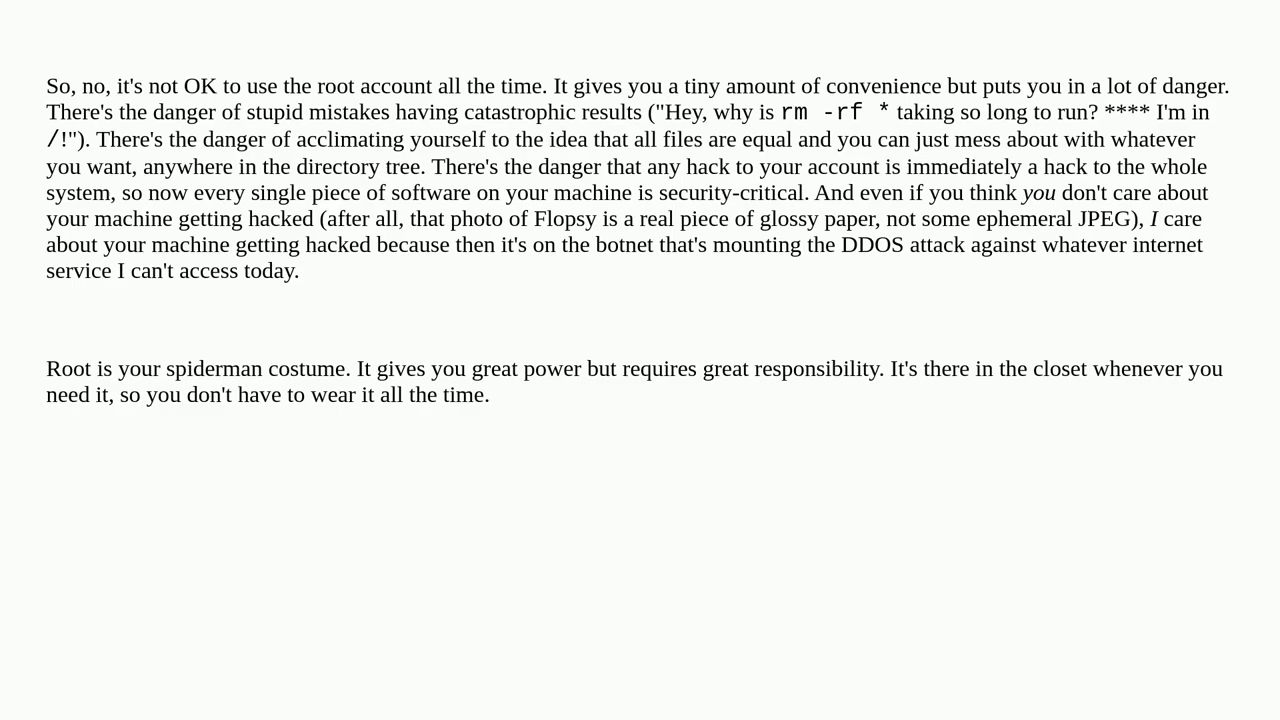 So, no, it's not OK to use the root account all the time. It gives you a tiny amount of convenience but puts you in a lot of danger.
There's the danger of stupid mistakes having catastrophic results ("Hey, why is rm -rf * taking so long to run? **** I'm in
/!"). There's the danger of acclimating yourself to the idea that all files are equal and you can just mess about with whatever
you want, anywhere in the directory tree. There's the danger that any hack to your account is immediately a hack to the whole
system, so now every single piece of software on your machine is security-critical. And even if you think you don't care about
your machine getting hacked (after all, that photo of Flopsy is a real piece of glossy paper, not some ephemeral JPEG), I care
about your machine getting hacked because then it's on the botnet that's mounting the DDOS attack against whatever internet
service I can't access today.
Root is your spiderman costume. It gives you great power but requires great responsibility. It's there in the closet whenever you
need it, so you don't have to wear it all the time.